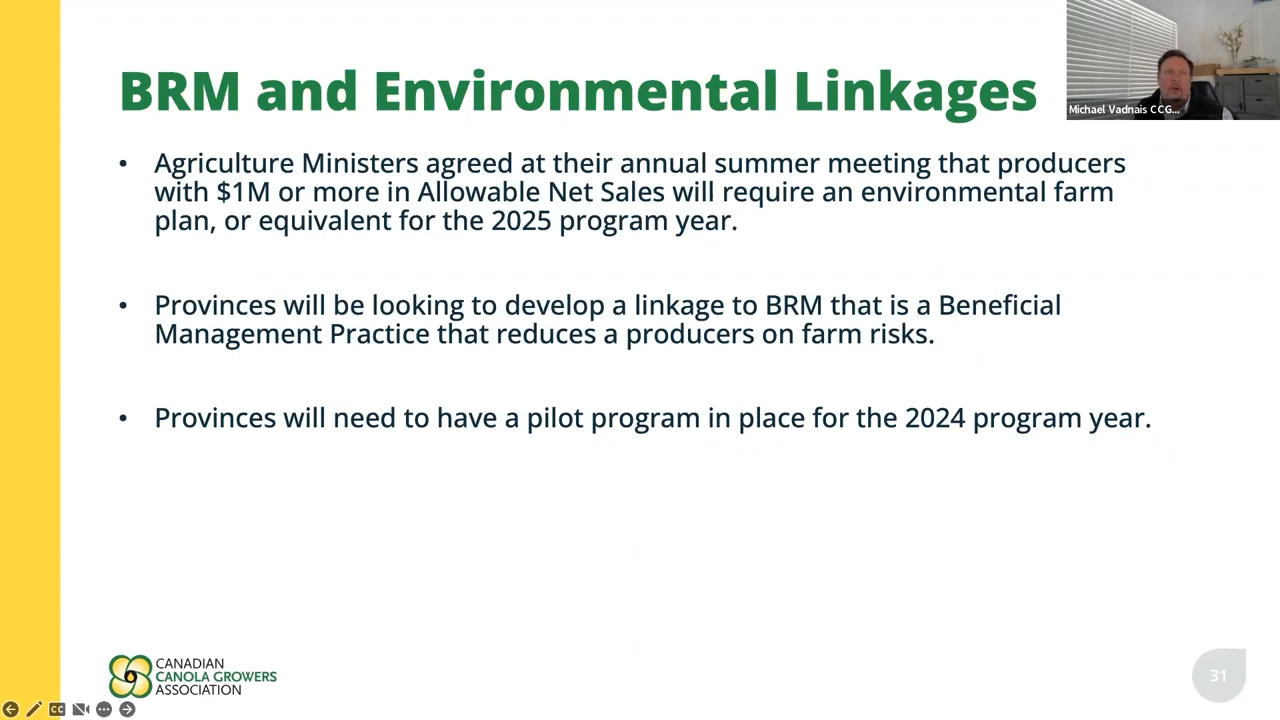 BRM and Environmental Linkages
Michael Vadnais CCG...
• Agriculture Ministers agreed at their annual summer meeting that producers
with $1M or more in Allowable Net Sales will require an environmental farm
plan, or equivalent for the 2025 program year.
• Provinces will be looking to develop a linkage to BRM that is a Beneficial
Management Practice that reduces a producers on farm risks.
• Provinces will need to have a pilot program in place for the 2024 program year.
CANADIAN
CANOLA GROWERS
ASSOCIATION
31
CC